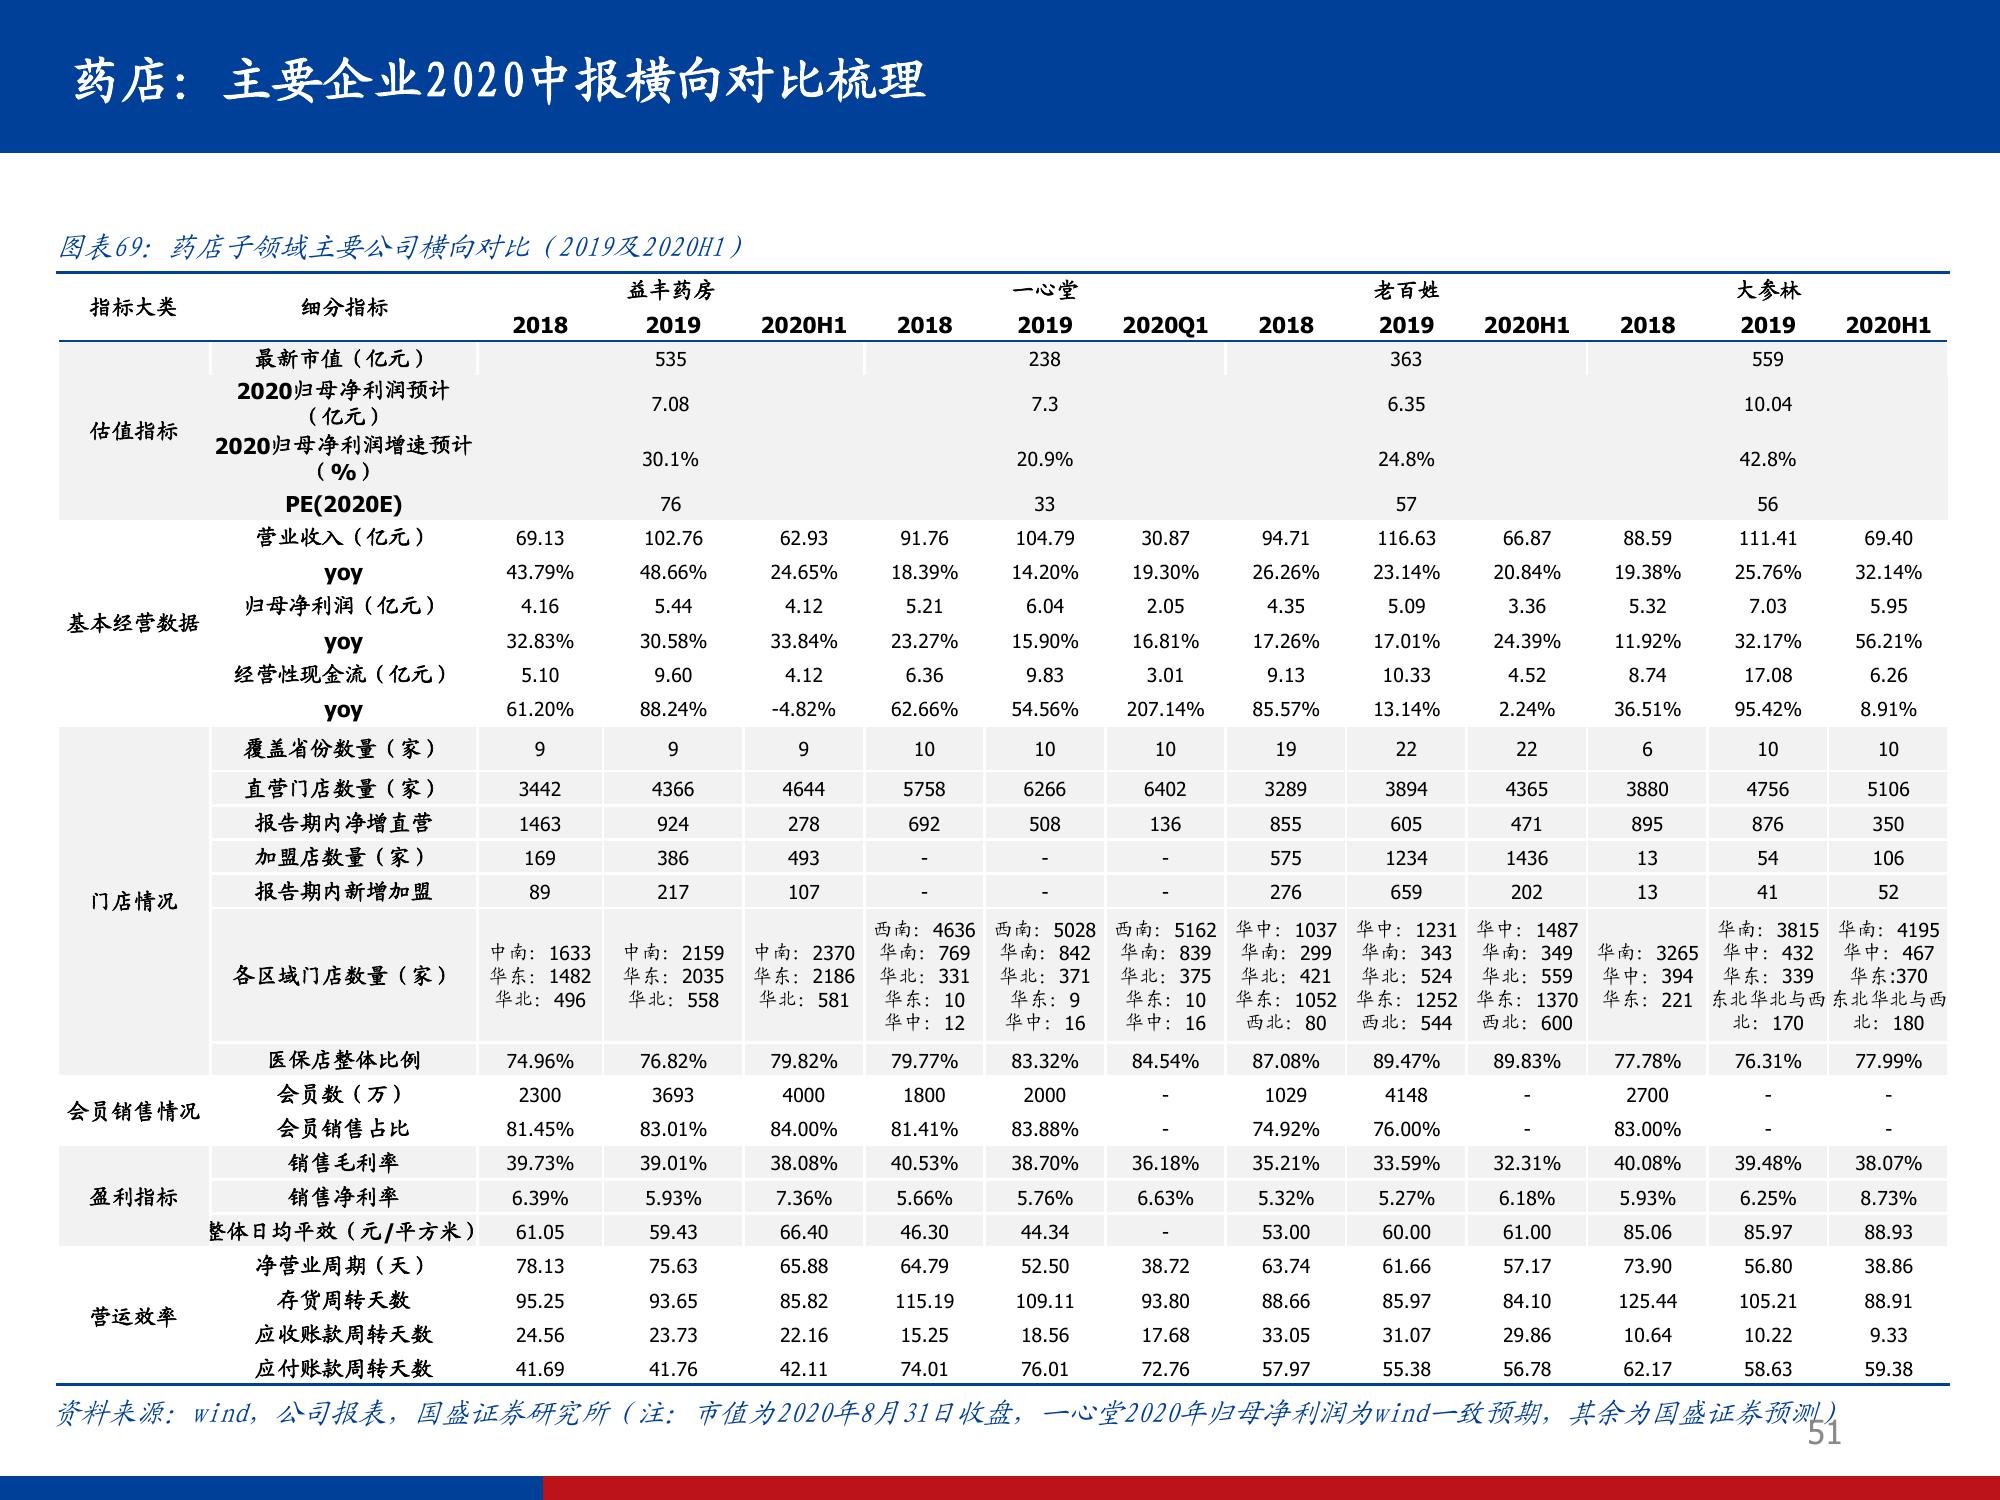 药店：主要企业2020中报横向对比梳理
图表69：药店子领域主要公司横向对比（2019及2020H1）
指标大类 细分指标 益丰药房 一心堂 老百姓 大参林
2018 2019 2020H1 2018 2019 2020Q1 2018 2019 2020H1 2018 2019 2020H1
估值指标
最新市值（亿元） 535 238 363 559
2020归母净利润预计
（亿元） 7.08 7.3 6.35 10.04
2020归母净利润增速预计
（%） 30.1% 20.9% 24.8% 42.8%
PE(2020E) 76 33 57 56
基本经营数据
营业收入（亿元） 69.13 102.76 62.93 91.76 104.79 30.87 94.71 116.63 66.87 88.59 111.41 69.40
yoy 43.79% 48.66% 24.65% 18.39% 14.20% 19.30% 26.26% 23.14% 20.84% 19.38% 25.76% 32.14%
归母净利润（亿元） 4.16 5.44 4.12 5.21 6.04 2.05 4.35 5.09 3.36 5.32 7.03 5.95
yoy 32.83% 30.58% 33.84% 23.27% 15.90% 16.81% 17.26% 17.01% 24.39% 11.92% 32.17% 56.21%
经营性现金流（亿元） 5.10 9.60 4.12 6.36 9.83 3.01 9.13 10.33 4.52 8.74 17.08 6.26
yoy 61.20% 88.24% -4.82% 62.66% 54.56% 207.14% 85.57% 13.14% 2.24% 36.51% 95.42% 8.91%
门店情况
覆盖省份数量（家） 9 9 9 10 10 10 19 22 22 6 10 10
直营门店数量（家） 3442 4366 4644 5758 6266 6402 3289 3894 4365 3880 4756 5106
报告期内净增直营 1463 924 278 692 508 136 855 605 471 895 876 350
加盟店数量（家） 169 386 493 - - - 575 1234 1436 13 54 106
报告期内新增加盟 89 217 107 - - - 276 659 202 13 41 52
各区域门店数量（家）
中南：1633
华东：1482
华北：496
中南：2159
华东：2035
华北：558
中南：2370
华东：2186
华北：581
西南：4636
华南：769
华北：331
华东：10
华中：12
西南：5028
华南：842
华北：371
华东：9
华中：16
西南：5162
华南：839
华北：375
华东：10
华中：16
华中：1037
华南：299
华北：421
华东：1052
西北：80
华中：1231
华南：343
华北：524
华东：1252
西北：544
华中：1487
华南：349
华北：559
华东：1370
西北：600
华南：3265
华中：394
华东：221
华南：3815
华中：432
华东：339
东北华北与西
北：170
华南：4195
华中：467
华东:370
东北华北与西
北：180
医保店整体比例 74.96% 76.82% 79.82% 79.77% 83.32% 84.54% 87.08% 89.47% 89.83% 77.78% 76.31% 77.99%
会员销售情况
会员数（万） 2300 3693 4000 1800 2000 - 1029 4148 - 2700 - -
会员销售占比 81.45% 83.01% 84.00% 81.41% 83.88% - 74.92% 76.00% - 83.00% - -
盈利指标
销售毛利率 39.73% 39.01% 38.08% 40.53% 38.70% 36.18% 35.21% 33.59% 32.31% 40.08% 39.48% 38.07%
销售净利率 6.39% 5.93% 7.36% 5.66% 5.76% 6.63% 5.32% 5.27% 6.18% 5.93% 6.25% 8.73%
整体日均平效（元/平方米） 61.05 59.43 66.40 46.30 44.34 - 53.00 60.00 61.00 85.06 85.97 88.93
营运效率
净营业周期（天） 78.13 75.63 65.88 64.79 52.50 38.72 63.74 61.66 57.17 73.90 56.80 38.86
存货周转天数 95.25 93.65 85.82 115.19 109.11 93.80 88.66 85.97 84.10 125.44 105.21 88.91
应收账款周转天数 24.56 23.73 22.16 15.25 18.56 17.68 33.05 31.07 29.86 10.64 10.22 9.33
应付账款周转天数 41.69 41.76 42.11 74.01 76.01 72.76 57.97 55.38 56.78 62.17 58.63 59.38
资料来源：wind，公司报表，国盛证券研究所（注：市值为2020年8月31日收盘，一心堂2020年归母净利润为wind一致预期，其余为国盛证券预测）
51